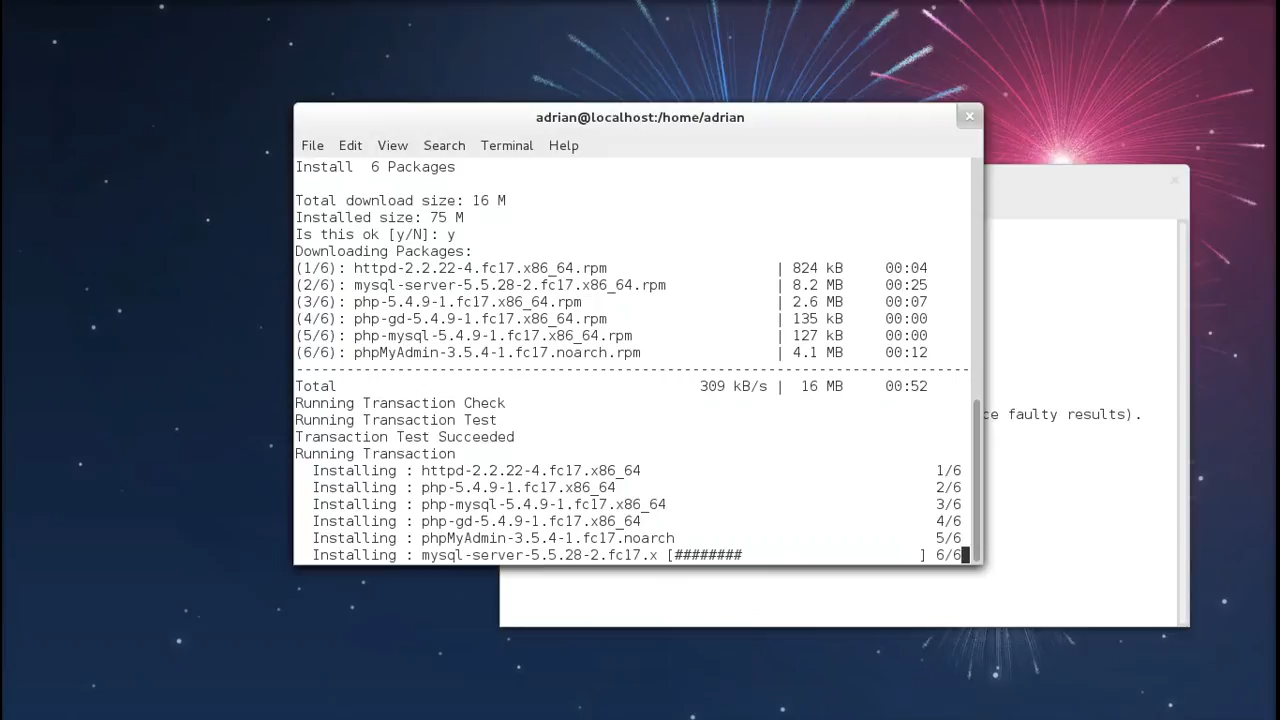 adrian@localhost:/home/adrian
File Edit View Search Terminal Help
Install  6 Packages
Total download size: 16 M
Installed size: 75 M
Is this ok [y/N]: y
Downloading Packages:
(1/6): httpd-2.2.22-4.fc17.x86_64.rpm | 824 kB 00:04
(2/6): mysql-server-5.5.28-2.fc17.x86_64.rpm | 8.2 MB 00:25
(3/6): php-5.4.9-1.fc17.x86_64.rpm | 2.6 MB 00:07
(4/6): php-gd-5.4.9-1.fc17.x86_64.rpm | 135 kB 00:00
(5/6): php-mysql-5.4.9-1.fc17.x86_64.rpm | 127 kB 00:00
(6/6): phpMyAdmin-3.5.4-1.fc17.noarch.rpm | 4.1 MB 00:12
--------------------------------------------------------------------------------
Total 309 kB/s | 16 MB 00:52
Running Transaction Check
Running Transaction Test
Transaction Test Succeeded
Running Transaction
Installing : httpd-2.2.22-4.fc17.x86_64 1/6
Installing : php-5.4.9-1.fc17.x86_64 2/6
Installing : php-mysql-5.4.9-1.fc17.x86_64 3/6
Installing : php-gd-5.4.9-1.fc17.x86_64 4/6
Installing : phpMyAdmin-3.5.4-1.fc17.noarch 5/6
Installing : mysql-server-5.5.28-2.fc17.x [######## ] 6/6
ce faulty results).